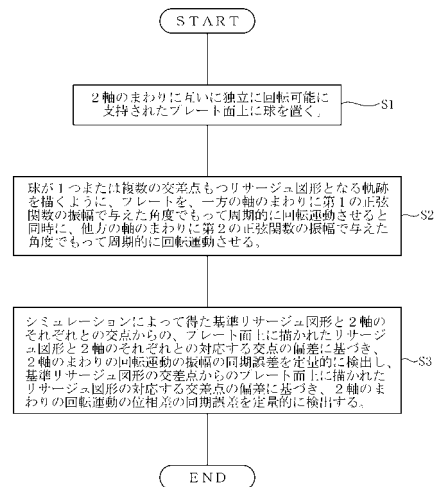 START
2軸のまわりに互いに独立に回転可能に
支持されたプレート面上に球を置く。
S1
球が1つまたは複数の交差点もつリサージュ図形となる軌跡
を描くように、プレートを、一方の軸のまわりに第1の正弦
関数の振幅で与えた角度でもって周期的に回転運動させると
同時に、他方の軸のまわりに第2の正弦関数の振幅で与えた
角度でもって周期的に回転運動させる。
S2
シミュレーションによって得た基準リサージュ図形と2軸の
それぞれとの交点からの、プレート面上に描かれたリサージ
ュ図形と2軸のそれぞれとの対応する交点の偏差に基づき、
2軸のまわりの回転運動の振幅の同期誤差を定量的に検出し、
基準リサージュ図形の交差点からのプレート面上に描かれた
リサージュ図形の対応する交差点の偏差に基づき、2軸のま
わりの回転運動の位相差の同期誤差を定量的に検出する。
S3
END